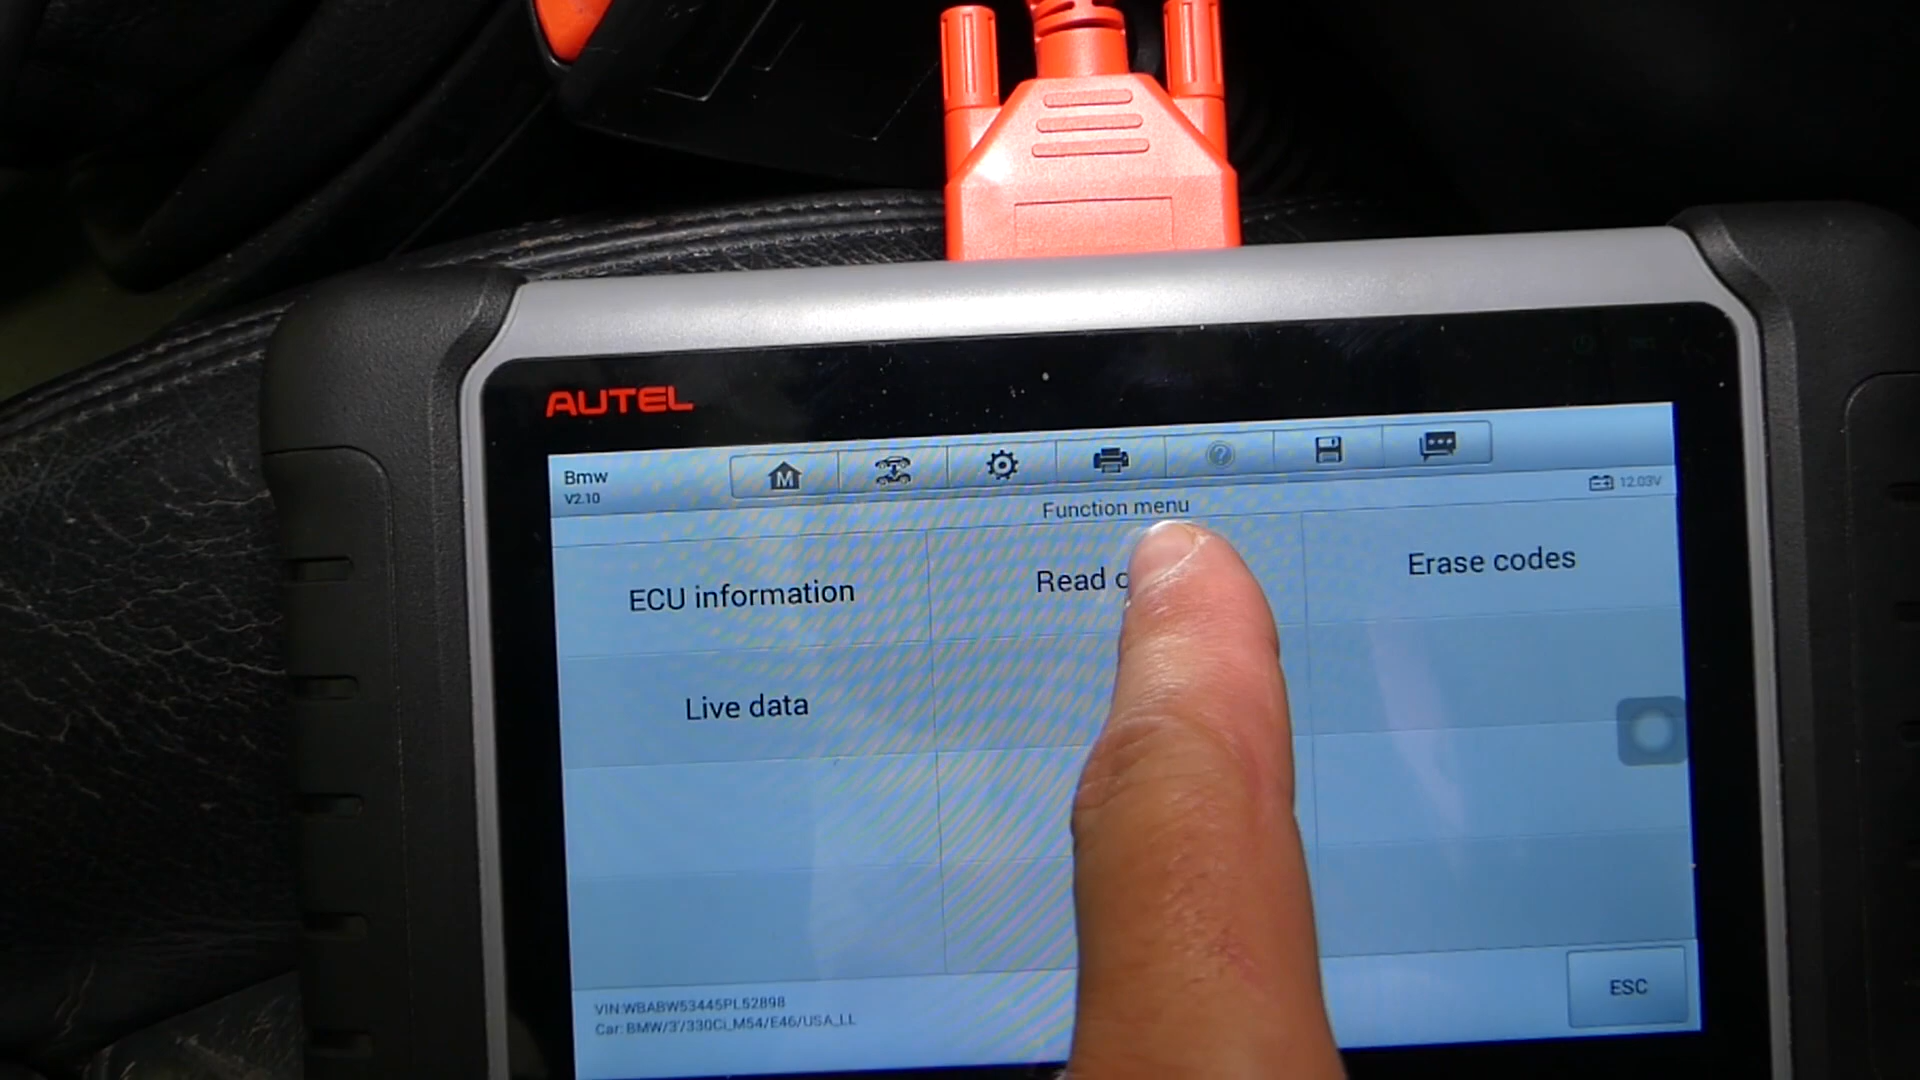 AUTEL
Bmw
V2.10
M
12.03V
Function menu
ECU information
Read
Erase codes
Live data
VIN:WBABW53445PL52898
Car: BMW/3'/330Ci_M54/E46/USA_LL
ESC